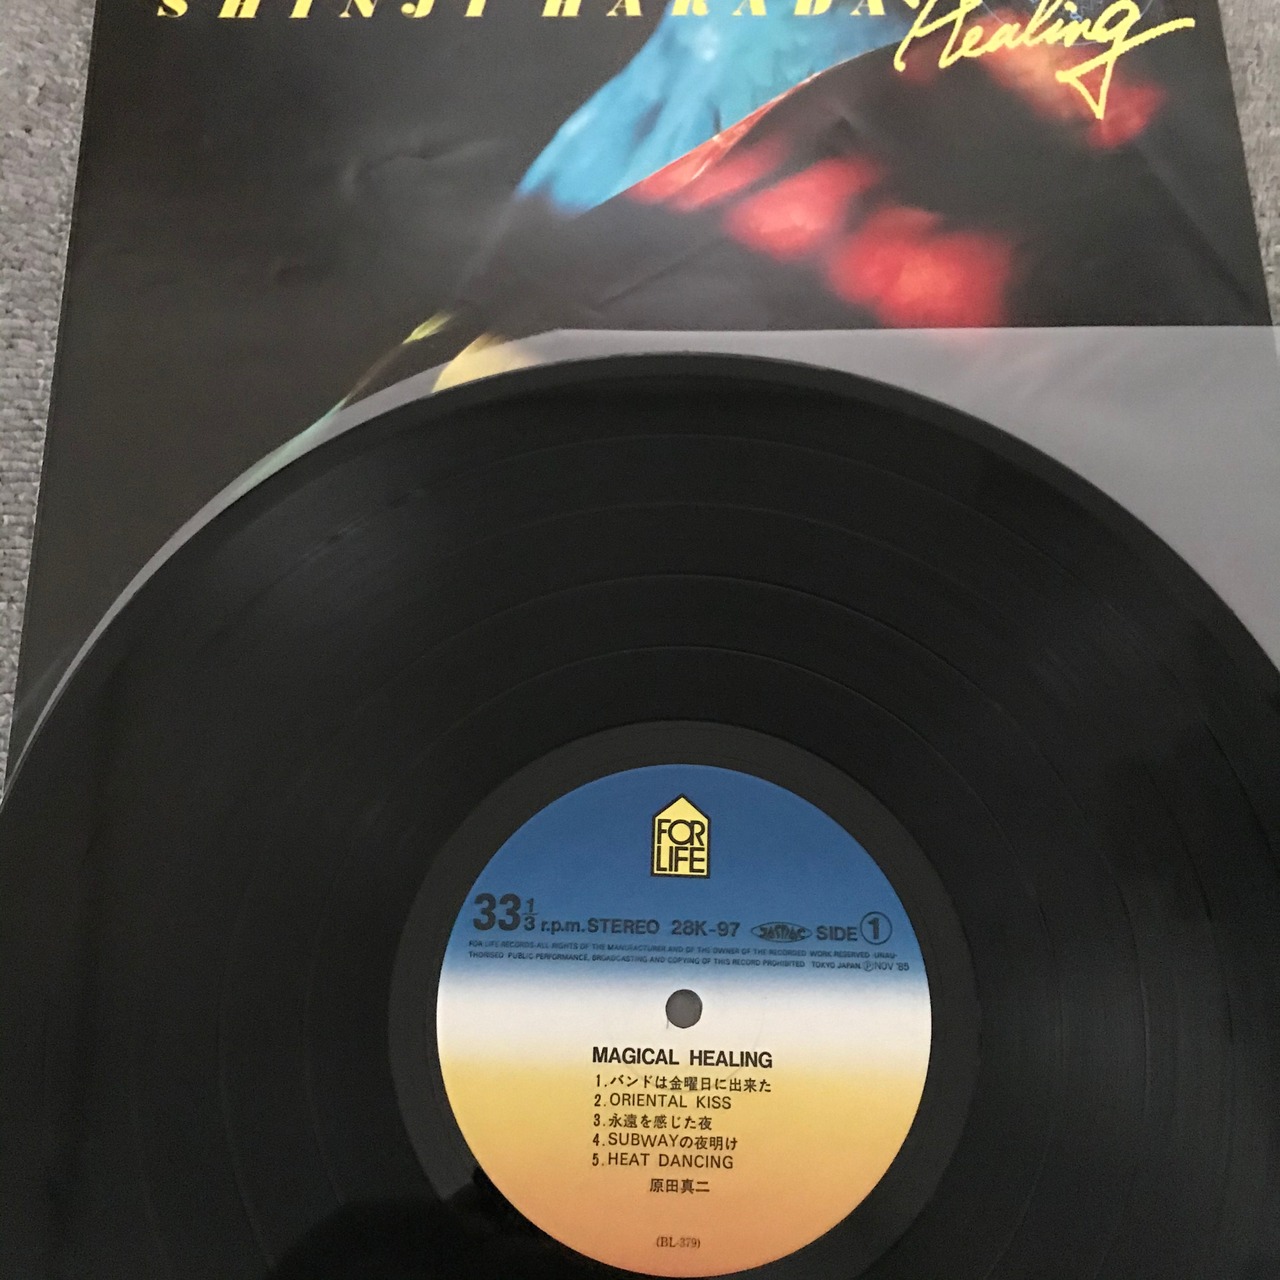 SHINJI HARADA
Healing
FOR
LIFE
33 1/3 r.p.m. STEREO 28K-97 JASRAC SIDE 1
FOR LIFE RECORDS·ALL RIGHTS OF THE MANUFACTURER AND OF THE OWNER OF THE RECORDED WORK RESERVED·UNAU-
THORISED PUBLIC PERFORMANCE, BROADCASTING AND COPYING OF THIS RECORD PROHIBITED TOKYO JAPAN ℗NOV '85
MAGICAL HEALING
1.バンドは金曜日に出来た
2.ORIENTAL KISS
3.永遠を感じた夜
4.SUBWAYの夜明け
5.HEAT DANCING
原田真二
(BL-379)